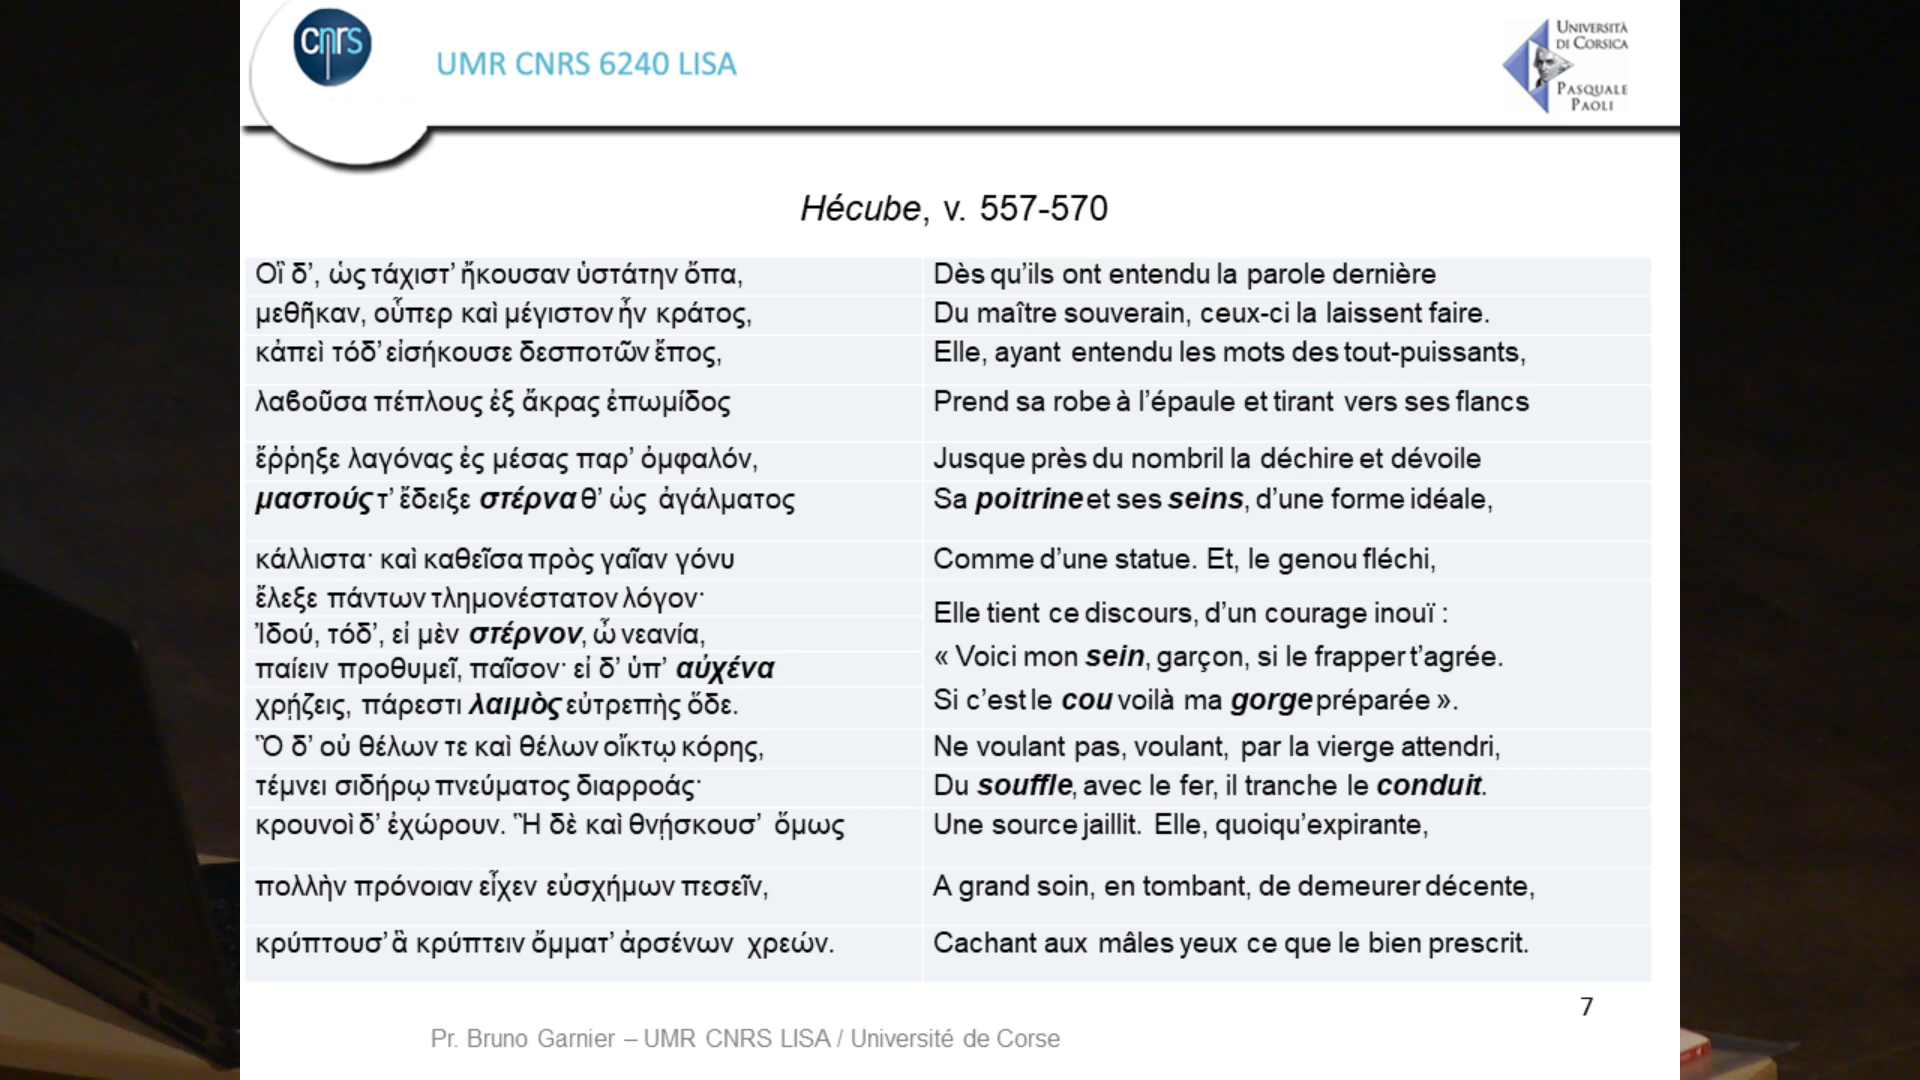 cnrs
UMR CNRS 6240 LISA
UNIVERSITÀ
DI CORSICA
PASQUALE
PAOLI
Hécube, v. 557-570
Οἳ δ’, ὡς τάχιστ’ ἤκουσαν ὑστάτην ὄπα,
Dès qu’ils ont entendu la parole dernière
μεθῆκαν, οὗπερ καὶ μέγιστον ἦν κράτος,
Du maître souverain, ceux-ci la laissent faire.
κἀπεὶ τόδ’ εἰσήκουσε δεσποτῶν ἔπος,
Elle, ayant entendu les mots des tout-puissants,
λαϐοῦσα πέπλους ἐξ ἄκρας ἐπωμίδος
Prend sa robe à l’épaule et tirant vers ses flancs
ἔῤῥηξε λαγόνας ἐς μέσας παρ’ ὀμφαλόν,
Jusque près du nombril la déchire et dévoile
μαστούς τ’ ἔδειξε στέρνα θ’ ὡς ἀγάλματος
Sa poitrine et ses seins, d’une forme idéale,
κάλλιστα· καὶ καθεῖσα πρὸς γαῖαν γόνυ
Comme d’une statue. Et, le genou fléchi,
ἔλεξε πάντων τλημονέστατον λόγον·
Elle tient ce discours, d’un courage inouï :
Ἰδού, τόδ’, εἰ μὲν στέρνον, ὦ νεανία,
« Voici mon sein, garçon, si le frapper t’agrée.
παίειν προθυμεῖ, παῖσον· εἰ δ’ ὑπ’ αὐχένα
χρῄζεις, πάρεστι λαιμὸς εὐτρεπὴς ὅδε.
Si c’est le cou voilà ma gorge préparée ».
Ὃ δ’ οὐ θέλων τε καὶ θέλων οἴκτῳ κόρης,
Ne voulant pas, voulant, par la vierge attendri,
τέμνει σιδήρῳ πνεύματος διαρροάς·
Du souffle, avec le fer, il tranche le conduit.
κρουνοὶ δ’ ἐχώρουν. Ἣ δὲ καὶ θνῄσκουσ’ ὅμως
Une source jaillit. Elle, quoiqu’expirante,
πολλὴν πρόνοιαν εἶχεν εὐσχήμων πεσεῖν,
A grand soin, en tombant, de demeurer décente,
κρύπτουσ’ ἃ κρύπτειν ὄμματ’ ἀρσένων χρεών.
Cachant aux mâles yeux ce que le bien prescrit.
7
Pr. Bruno Garnier – UMR CNRS LISA / Université de Corse